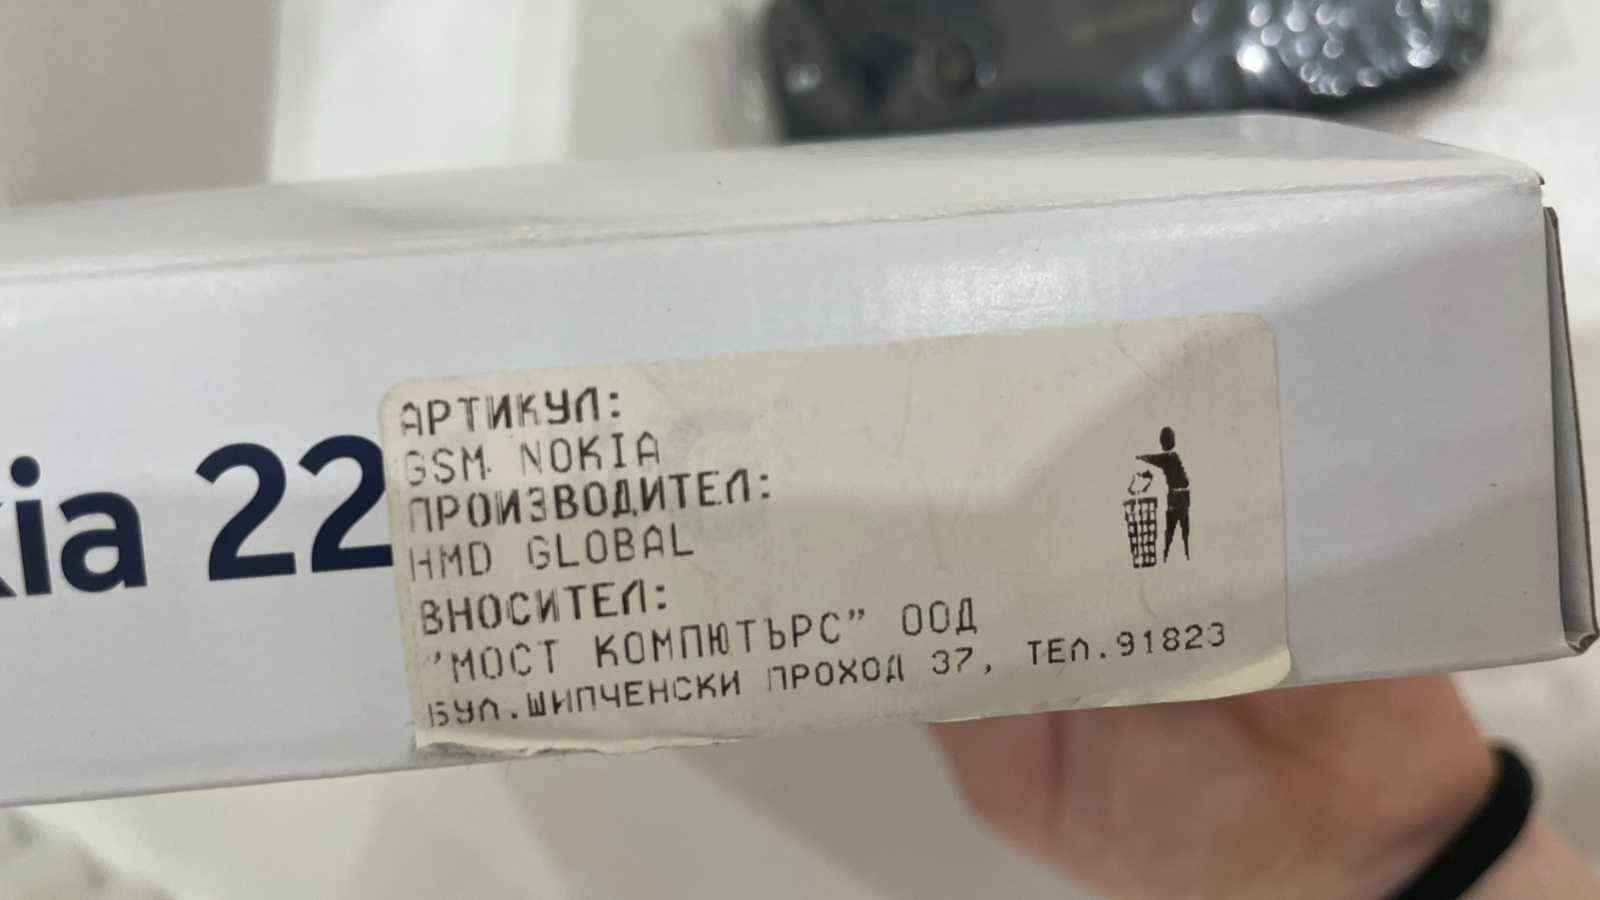 kia 22
АРТИКУЛ:
GSM NOKIA
ПРОИЗВОДИТЕЛ:
HMD GLOBAL
ВНОСИТЕЛ:
"МОСТ КОМПЮТЪРС" ООД
БУЛ.ШИПЧЕНСКИ ПРОХОД 37, ТЕЛ.91823